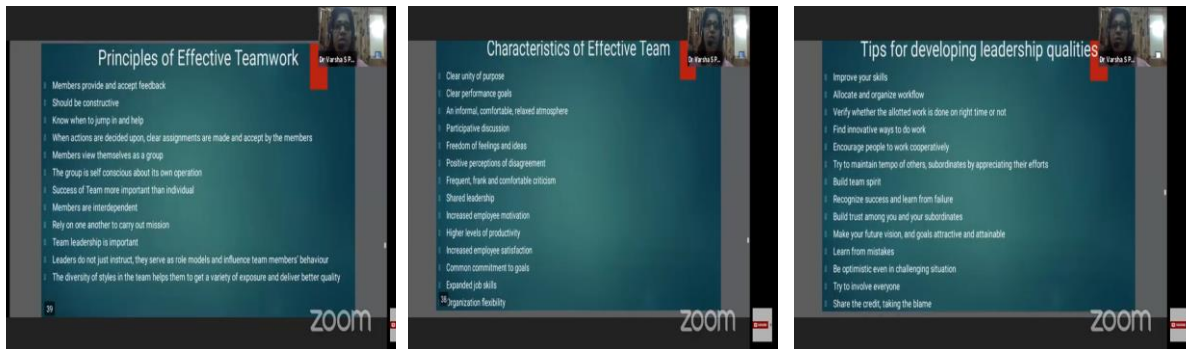 Principles of Effective Teamwork
Dr.Varsha S P...
Members provide and accept feedback
Should be constructive
Know when to jump in and help
When actions are decided upon, clear assignments are made and accept by the members
Members view themselves as a group
The group is self conscious about its own operation
Success of Team more important than individual
Members are interdependent
Rely on one another to carry out mission
Team leadership is important
Leaders do not just instruct, they serve as role models and influence team members' behaviour
The diversity of styles in the team helps them to get a variety of exposure and deliver better quality
39
zoom
Characteristics of Effective Team
Dr.Varsha S P...
Clear unity of purpose
Clear performance goals
An informal, comfortable, relaxed atmosphere
Participative discussion
Freedom of feelings and ideas
Positive perceptions of disagreement
Frequent, frank and comfortable criticism
Shared leadership
Increased employee motivation
Higher levels of productivity
Increased employee satisfaction
Common commitment to goals
Expanded job skills
Organization flexibility
zoom
Tips for developing leadership qualities
Dr.Varsha S P...
Improve your skills
Allocate and organize workflow
Verify whether the allotted work is done on right time or not
Find innovative ways to do work
Encourage people to work cooperatively
Try to maintain tempo of others, subordinates by appreciating their efforts
Build team spirit
Recognize success and learn from failure
Build trust among you and your subordinates
Make your future vision, and goals attractive and attainable
Learn from mistakes
Be optimistic even in challenging situation
Try to involve everyone
Share the credit, taking the blame
zoom